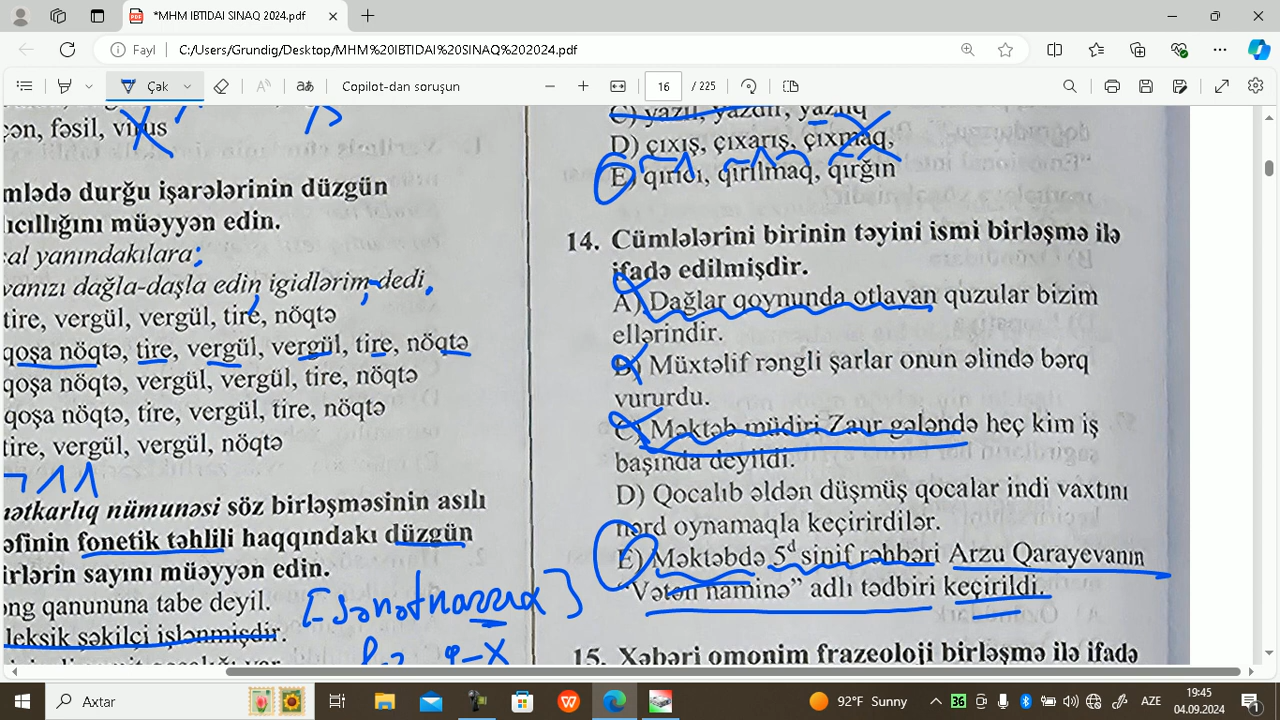 *MHM IBTIDAI SINAQ 2024.pdf
Fayl
C:/Users/Grundig/Desktop/MHM%20IBTIDAI%20SINAQ%202024.pdf
Çak
Copilot-dan soruşun
16 / 225
çən, fəsil, virus
mlədə durğu işarələrinin düzgün
ıcıllığını müəyyən edin.
sal yanındakılara;
vanızı dağla-daşla edin igidlərim-dedi.
tire, vergül, vergül, tire, nöqtə
qoşa nöqtə, tire, vergül, vergül, tire, nöqtə
qoşa nöqtə, vergül, vergül, tire, nöqtə
qoşa nöqtə, tire, vergül, tire, nöqtə
tire, vergül, vergül, nöqtə
nətkarlıq nümunəsi söz birləşməsinin asılı
əfinin fonetik təhlili haqqındakı düzgün
irlərin sayını müəyyən edin.
ng qanununa tabe deyil.
leksik şəkilçi işlənmişdir.
C) yazıl, yazdıl, yazılıq
D) çıxış, çıxarış, çıxmaq,
E) qırıcı, qırılmaq, qırğın
14. Cümlələrini birinin təyini ismi birləşmə ilə
ifadə edilmişdir.
A) Dağlar qoynunda otlayan quzular bizim
ellərindir.
B) Müxtəlif rəngli şarlar onun əlində bərq
vururdu.
C) Məktəb müdiri Zaur gələndə heç kim iş
başında deyildi.
D) Qocalıb əldən düşmüş qocalar indi vaxtını
nərd oynamaqla keçirirdilər.
E) Məktəbdə 5ᵈ sinif rəhbəri Arzu Qarayevanın
“Vətən naminə” adlı tədbiri keçirildi.
15. Xəbəri omonim frazeoloji birləşmə ilə ifadə
Axtar
92°F Sunny
36
AZE
19:45
04.09.2024